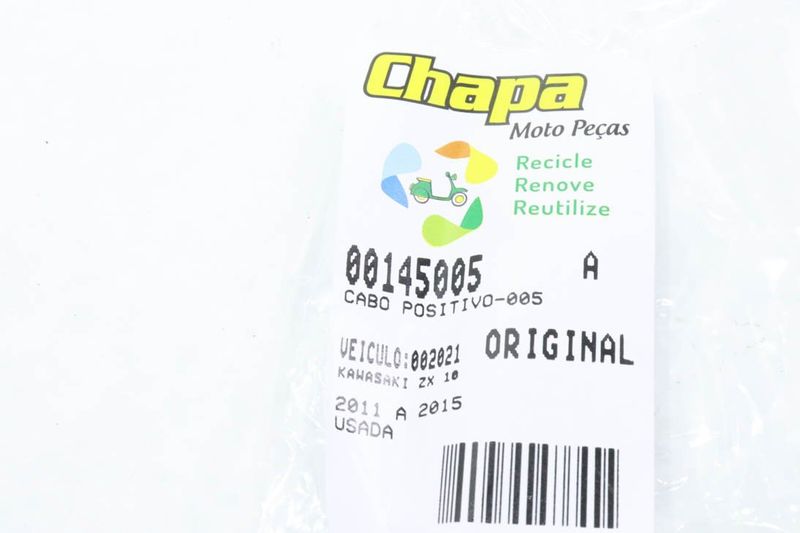 Chapa
Moto Peças
Recicle
Renove
Reutilize
00145005 A
CABO POSITIVO-005
VEICULO:002021 ORIGINAL
KAWASAKI ZX 10
2011 A 2015
USADA